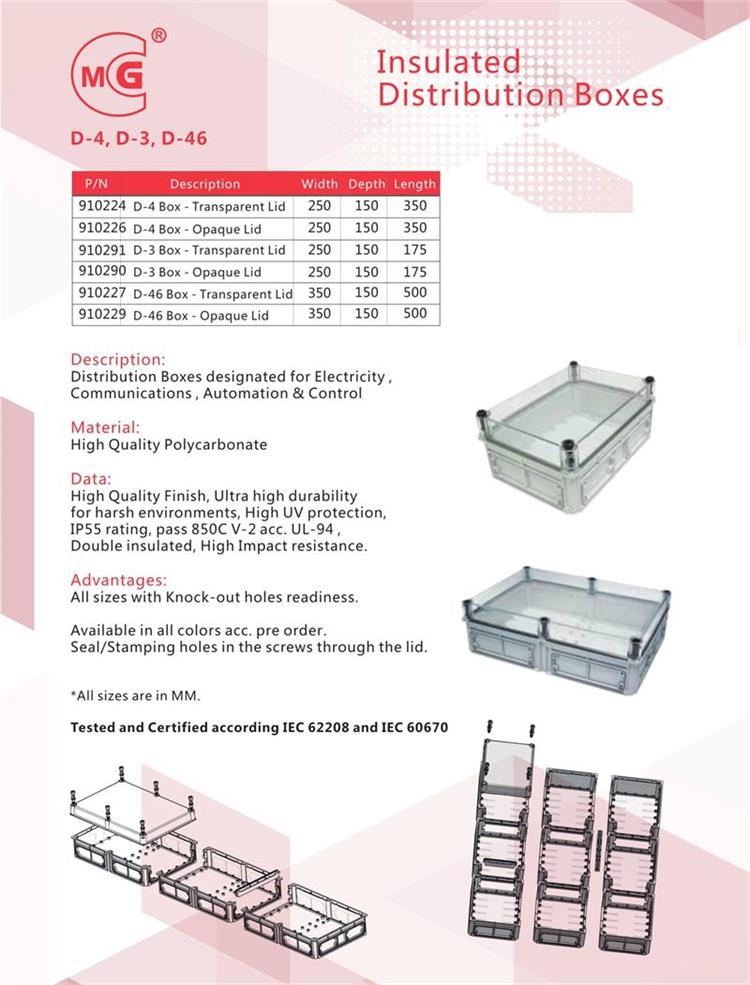 MG®
Insulated
Distribution Boxes
D-4, D-3, D-46
P/N Description Width Depth Length
910224 D-4 Box - Transparent Lid 250 150 350
910226 D-4 Box - Opaque Lid 250 150 350
910291 D-3 Box - Transparent Lid 250 150 175
910290 D-3 Box - Opaque Lid 250 150 175
910227 D-46 Box - Transparent Lid 350 150 500
910229 D-46 Box - Opaque Lid 350 150 500
Description:
Distribution Boxes designated for Electricity ,
Communications , Automation & Control
Material:
High Quality Polycarbonate
Data:
High Quality Finish, Ultra high durability
for harsh environments, High UV protection,
IP55 rating, pass 850C V-2 acc. UL-94 ,
Double insulated, High Impact resistance.
Advantages:
All sizes with Knock-out holes readiness.
Available in all colors acc. pre order.
Seal/Stamping holes in the screws through the lid.
*All sizes are in MM.
Tested and Certified according IEC 62208 and IEC 60670